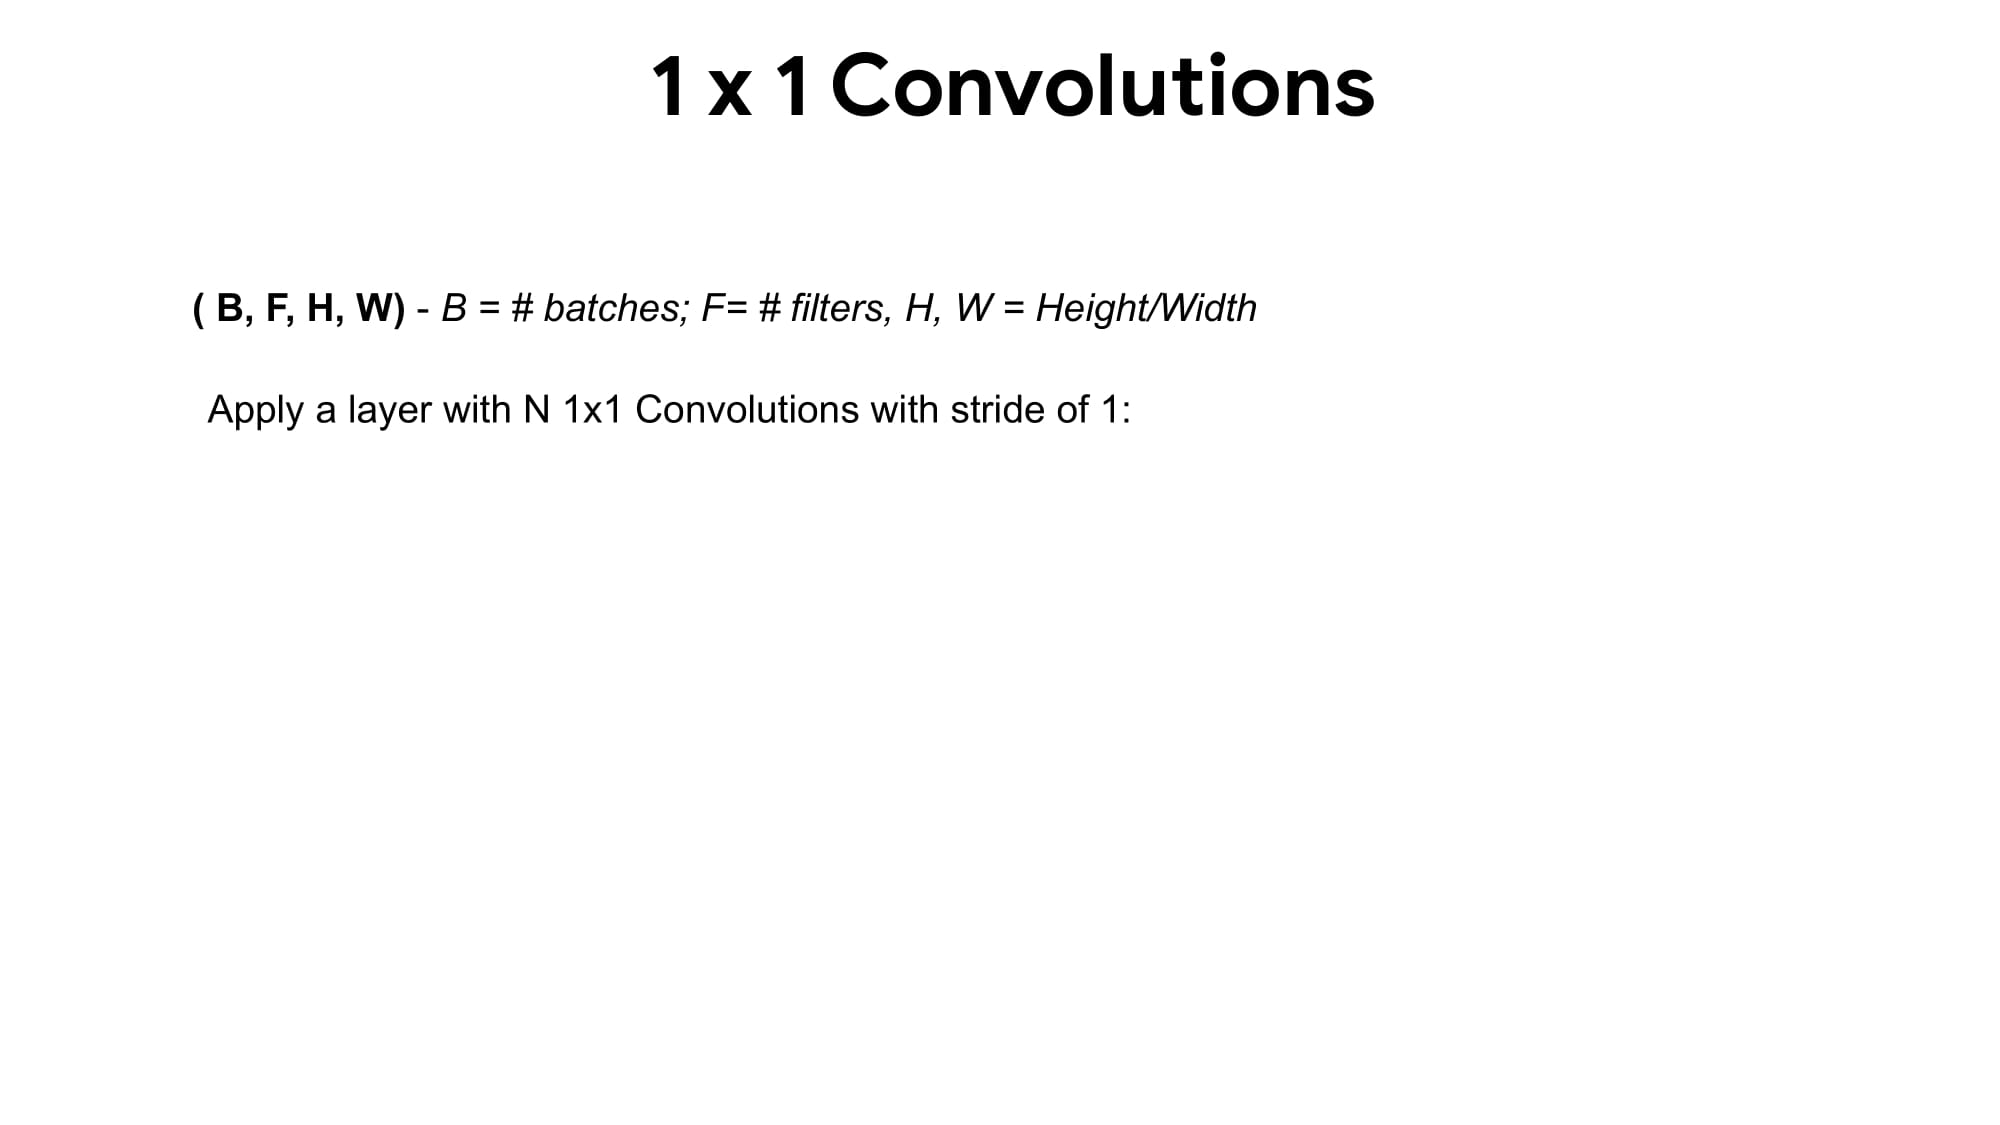 1 x 1 Convolutions
( B, F, H, W) - B = # batches; F= # filters, H, W = Height/Width
Apply a layer with N 1x1 Convolutions with stride of 1: